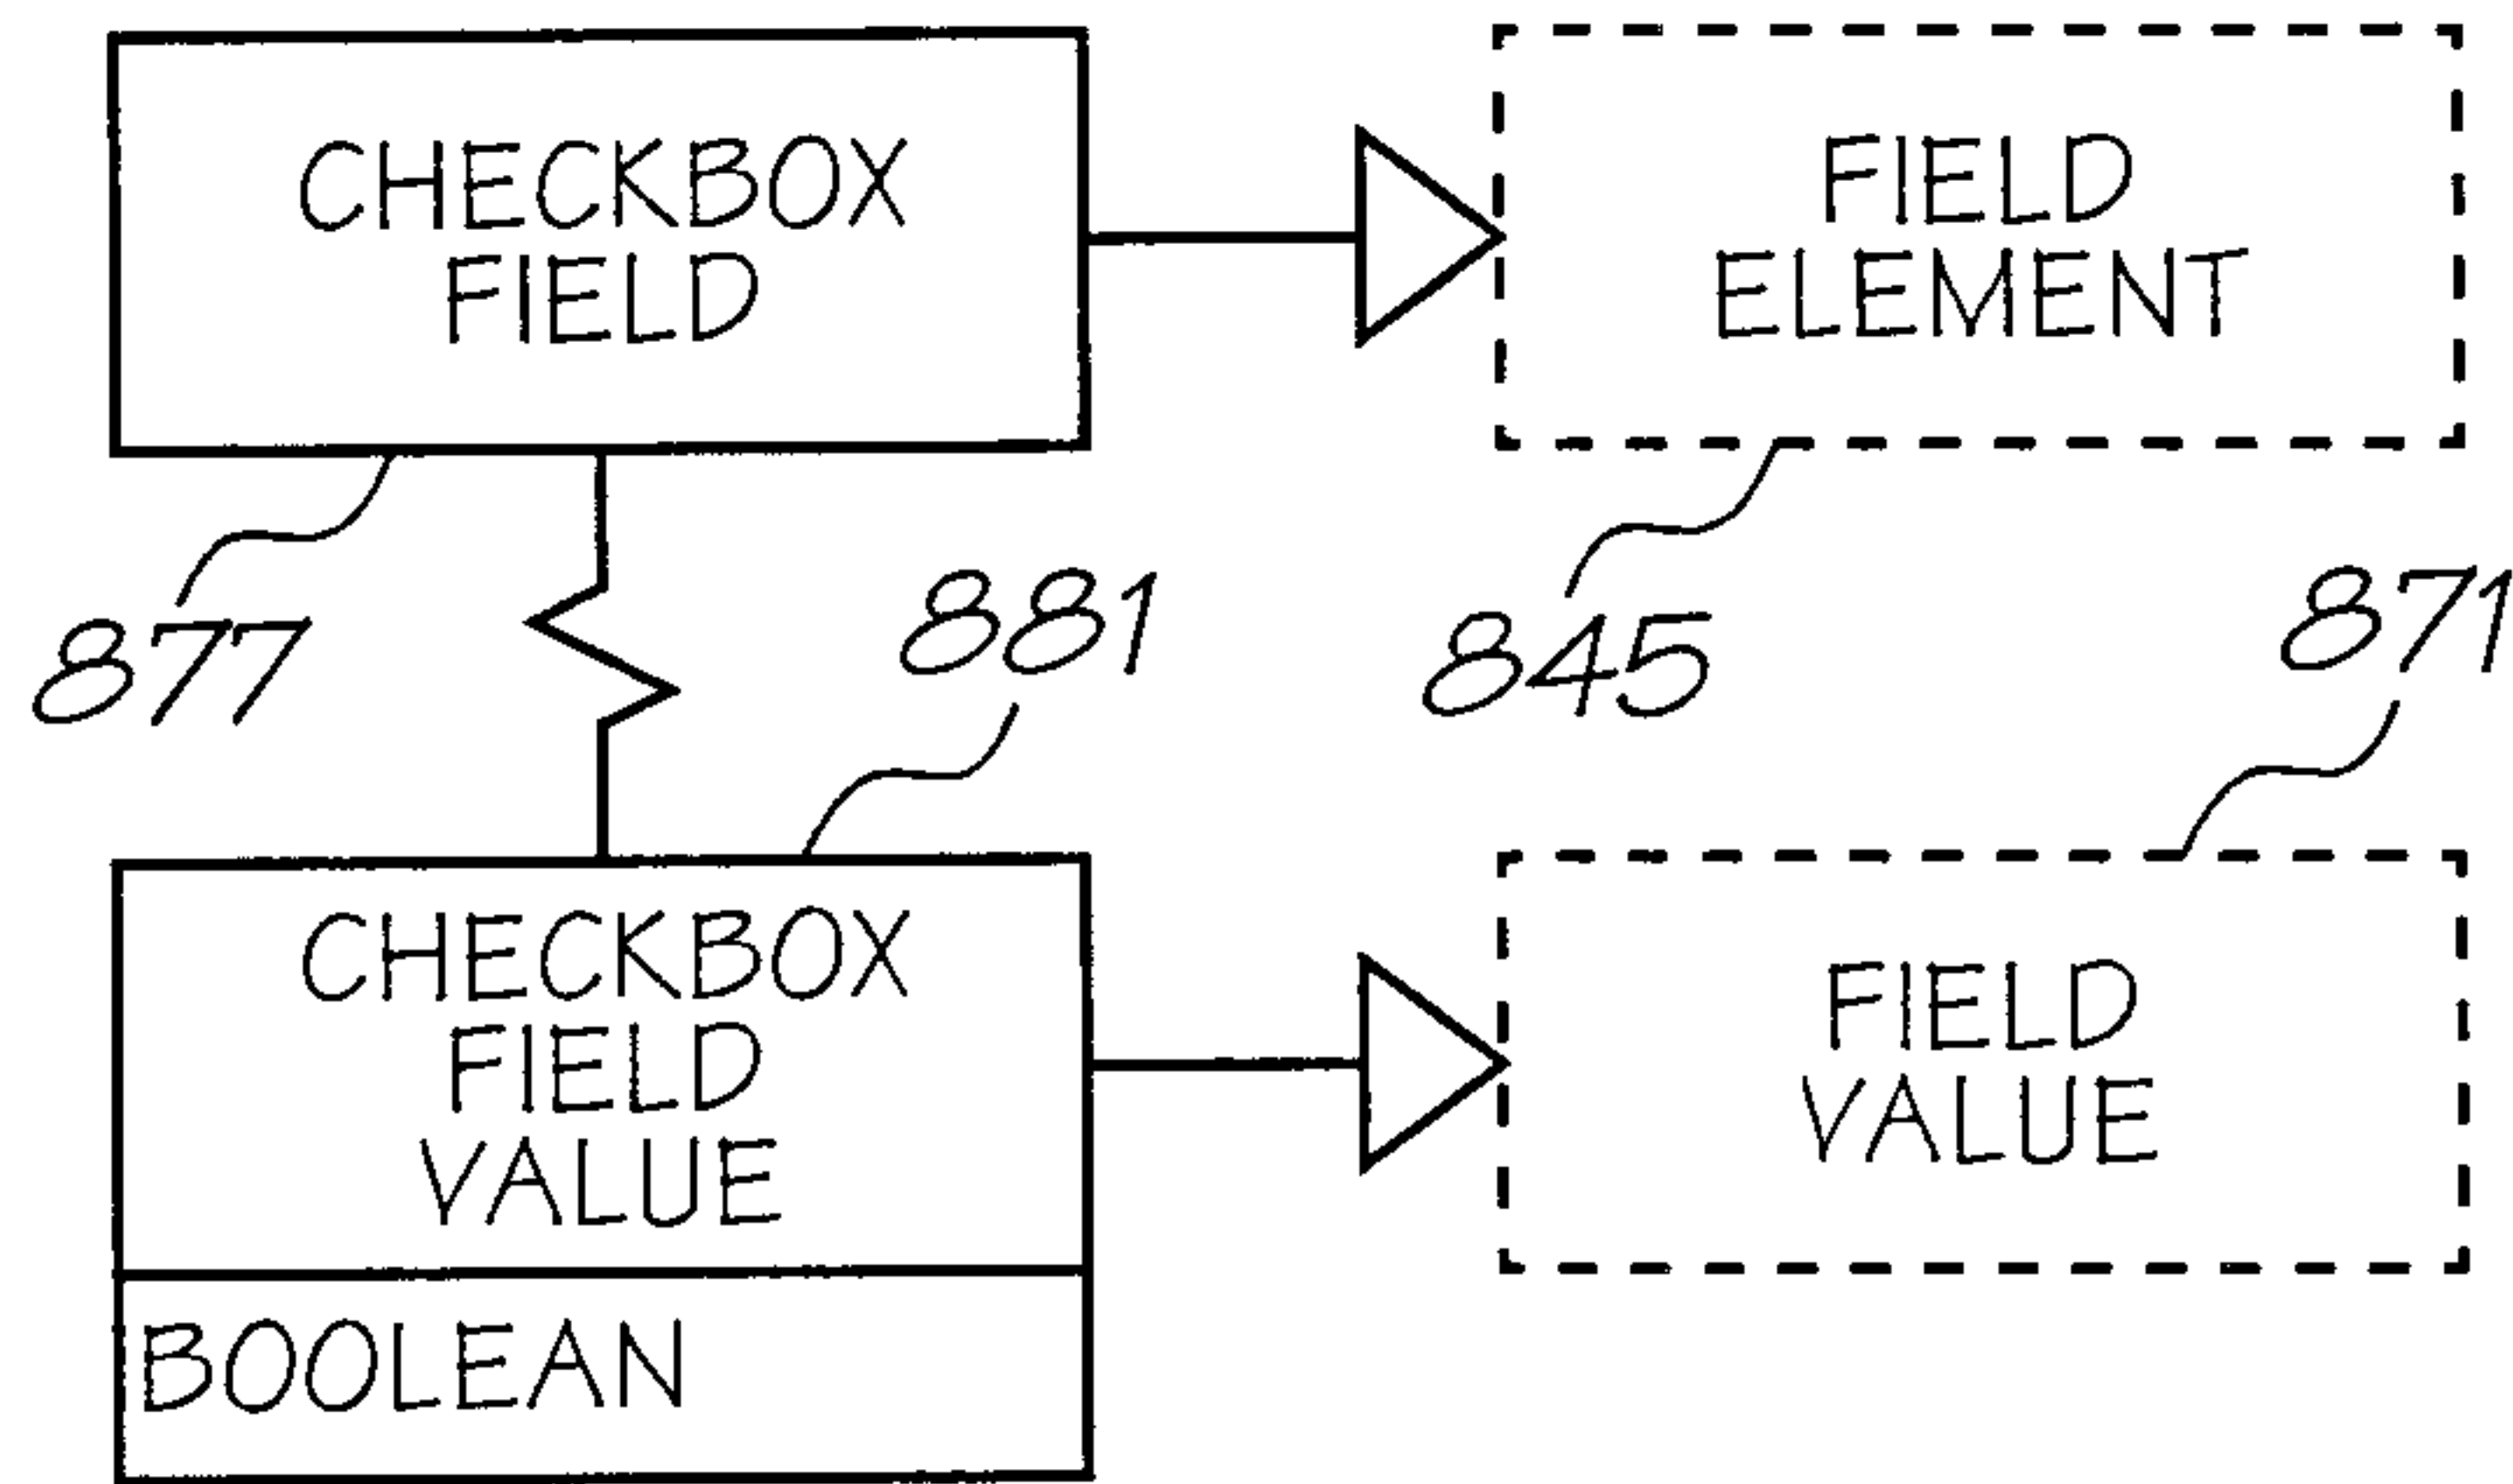 CHECKBOX
FIELD
FIELD
ELEMENT
877
881
845
871
CHECKBOX
FIELD
VALUE
FIELD
VALUE
BOOLEAN